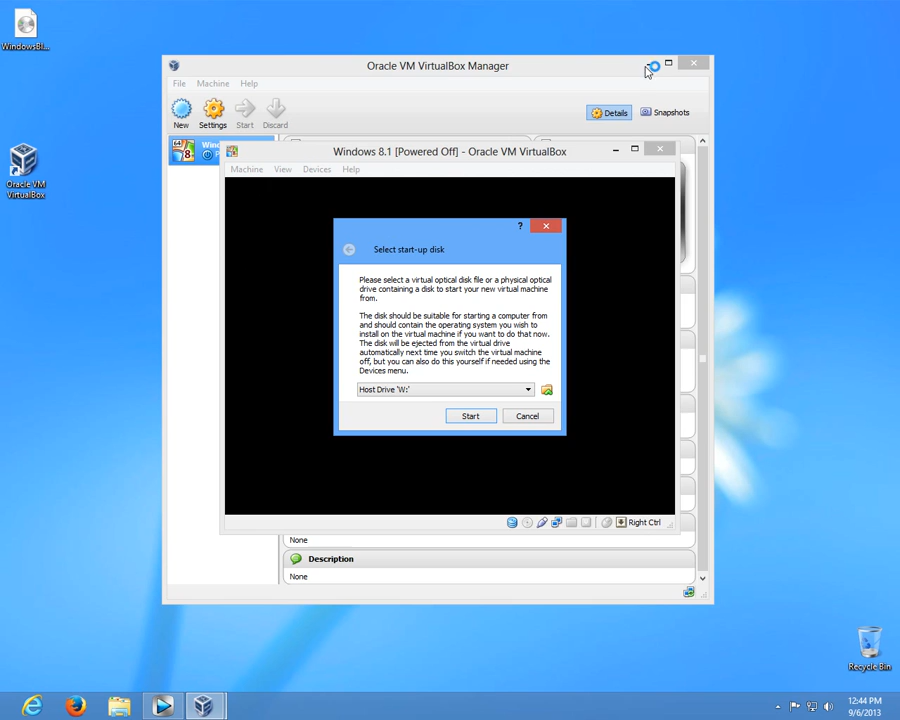 WindowsBl...
Oracle VM
VirtualBox
Oracle VM VirtualBox Manager
File Machine Help
New Settings Start Discard
Details Snapshots
Wind
64
8
P
Windows 8.1 [Powered Off] - Oracle VM VirtualBox
Machine View Devices Help
?
Select start-up disk
Please select a virtual optical disk file or a physical optical
drive containing a disk to start your new virtual machine
from.
The disk should be suitable for starting a computer from
and should contain the operating system you wish to
install on the virtual machine if you want to do that now.
The disk will be ejected from the virtual drive
automatically next time you switch the virtual machine
off, but you can also do this yourself if needed using the
Devices menu.
Host Drive 'W:'
Start Cancel
Right Ctrl
None
Description
None
Recycle Bin
12:44 PM
9/6/2013